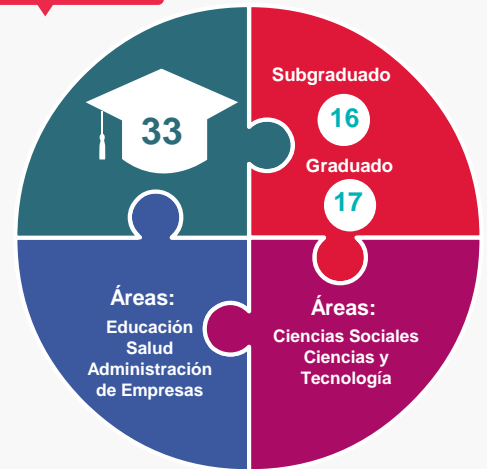 33
Subgraduado
16
Graduado
17
Áreas:
Educación
Salud
Administración
de Empresas
Áreas:
Ciencias Sociales
Ciencias y
Tecnología